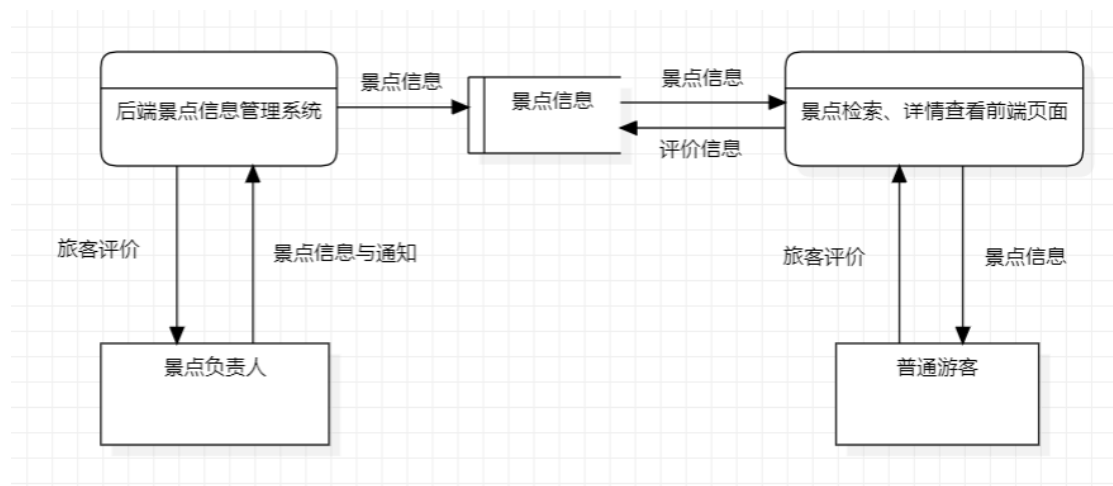 景点信息
景点信息
后端景点信息管理系统
景点信息
景点检索、详情查看前端页面
评价信息
旅客评价
景点信息与通知
旅客评价
景点信息
景点负责人
普通游客